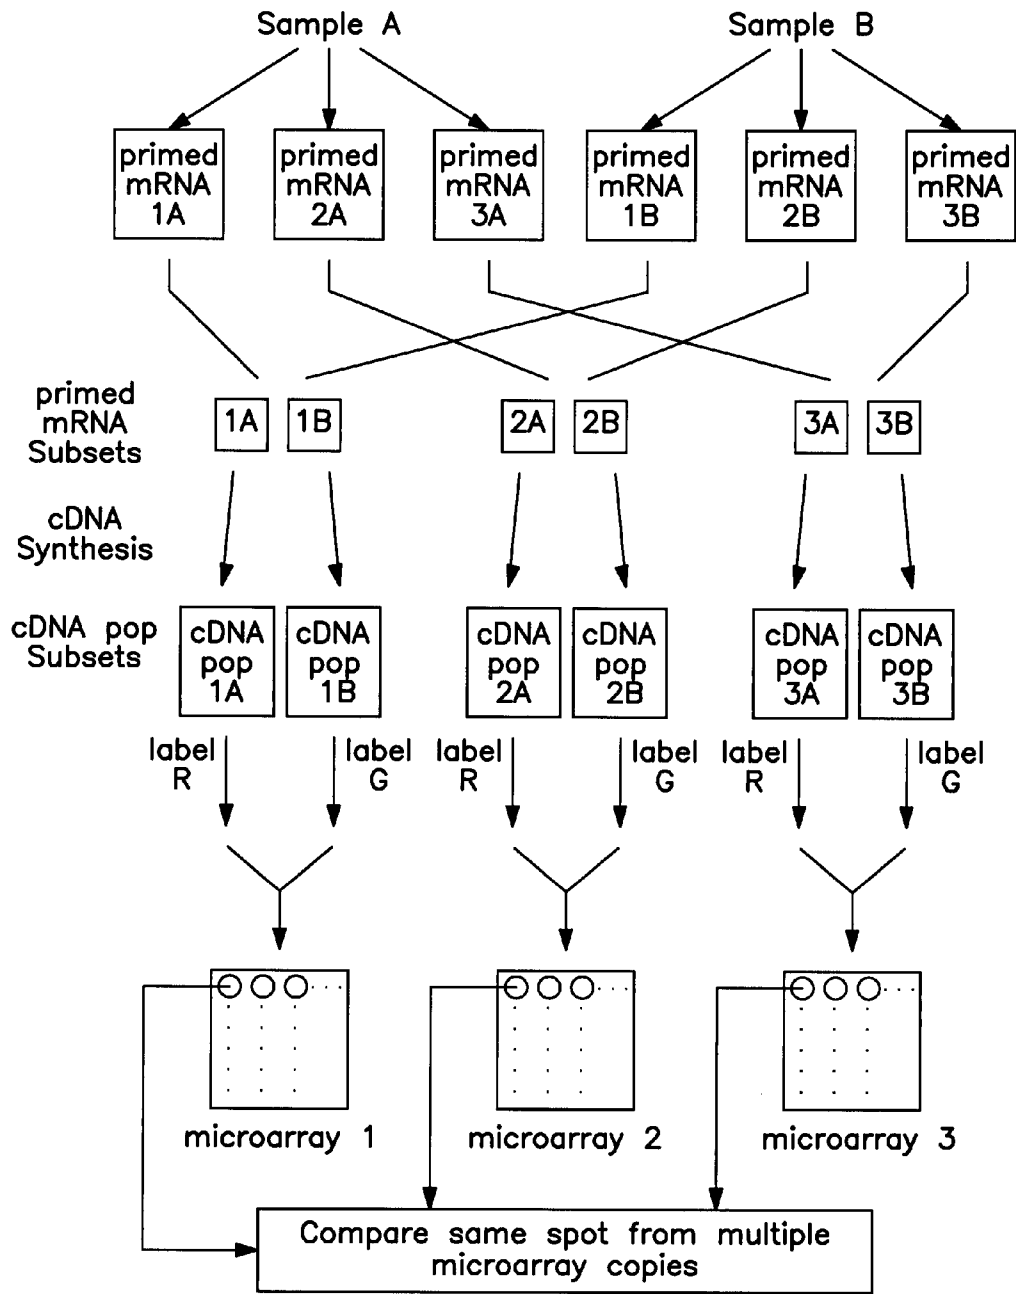 Sample A
Sample B
primed
mRNA
1A
primed
mRNA
2A
primed
mRNA
3A
primed
mRNA
1B
primed
mRNA
2B
primed
mRNA
3B
primed
mRNA
Subsets
1A
1B
2A
2B
3A
3B
cDNA
Synthesis
cDNA pop
Subsets
cDNA
pop
1A
cDNA
pop
1B
cDNA
pop
2A
cDNA
pop
2B
cDNA
pop
3A
cDNA
pop
3B
label
R
label
G
label
R
label
G
label
R
label
G
microarray 1
microarray 2
microarray 3
Compare same spot from multiple
microarray copies